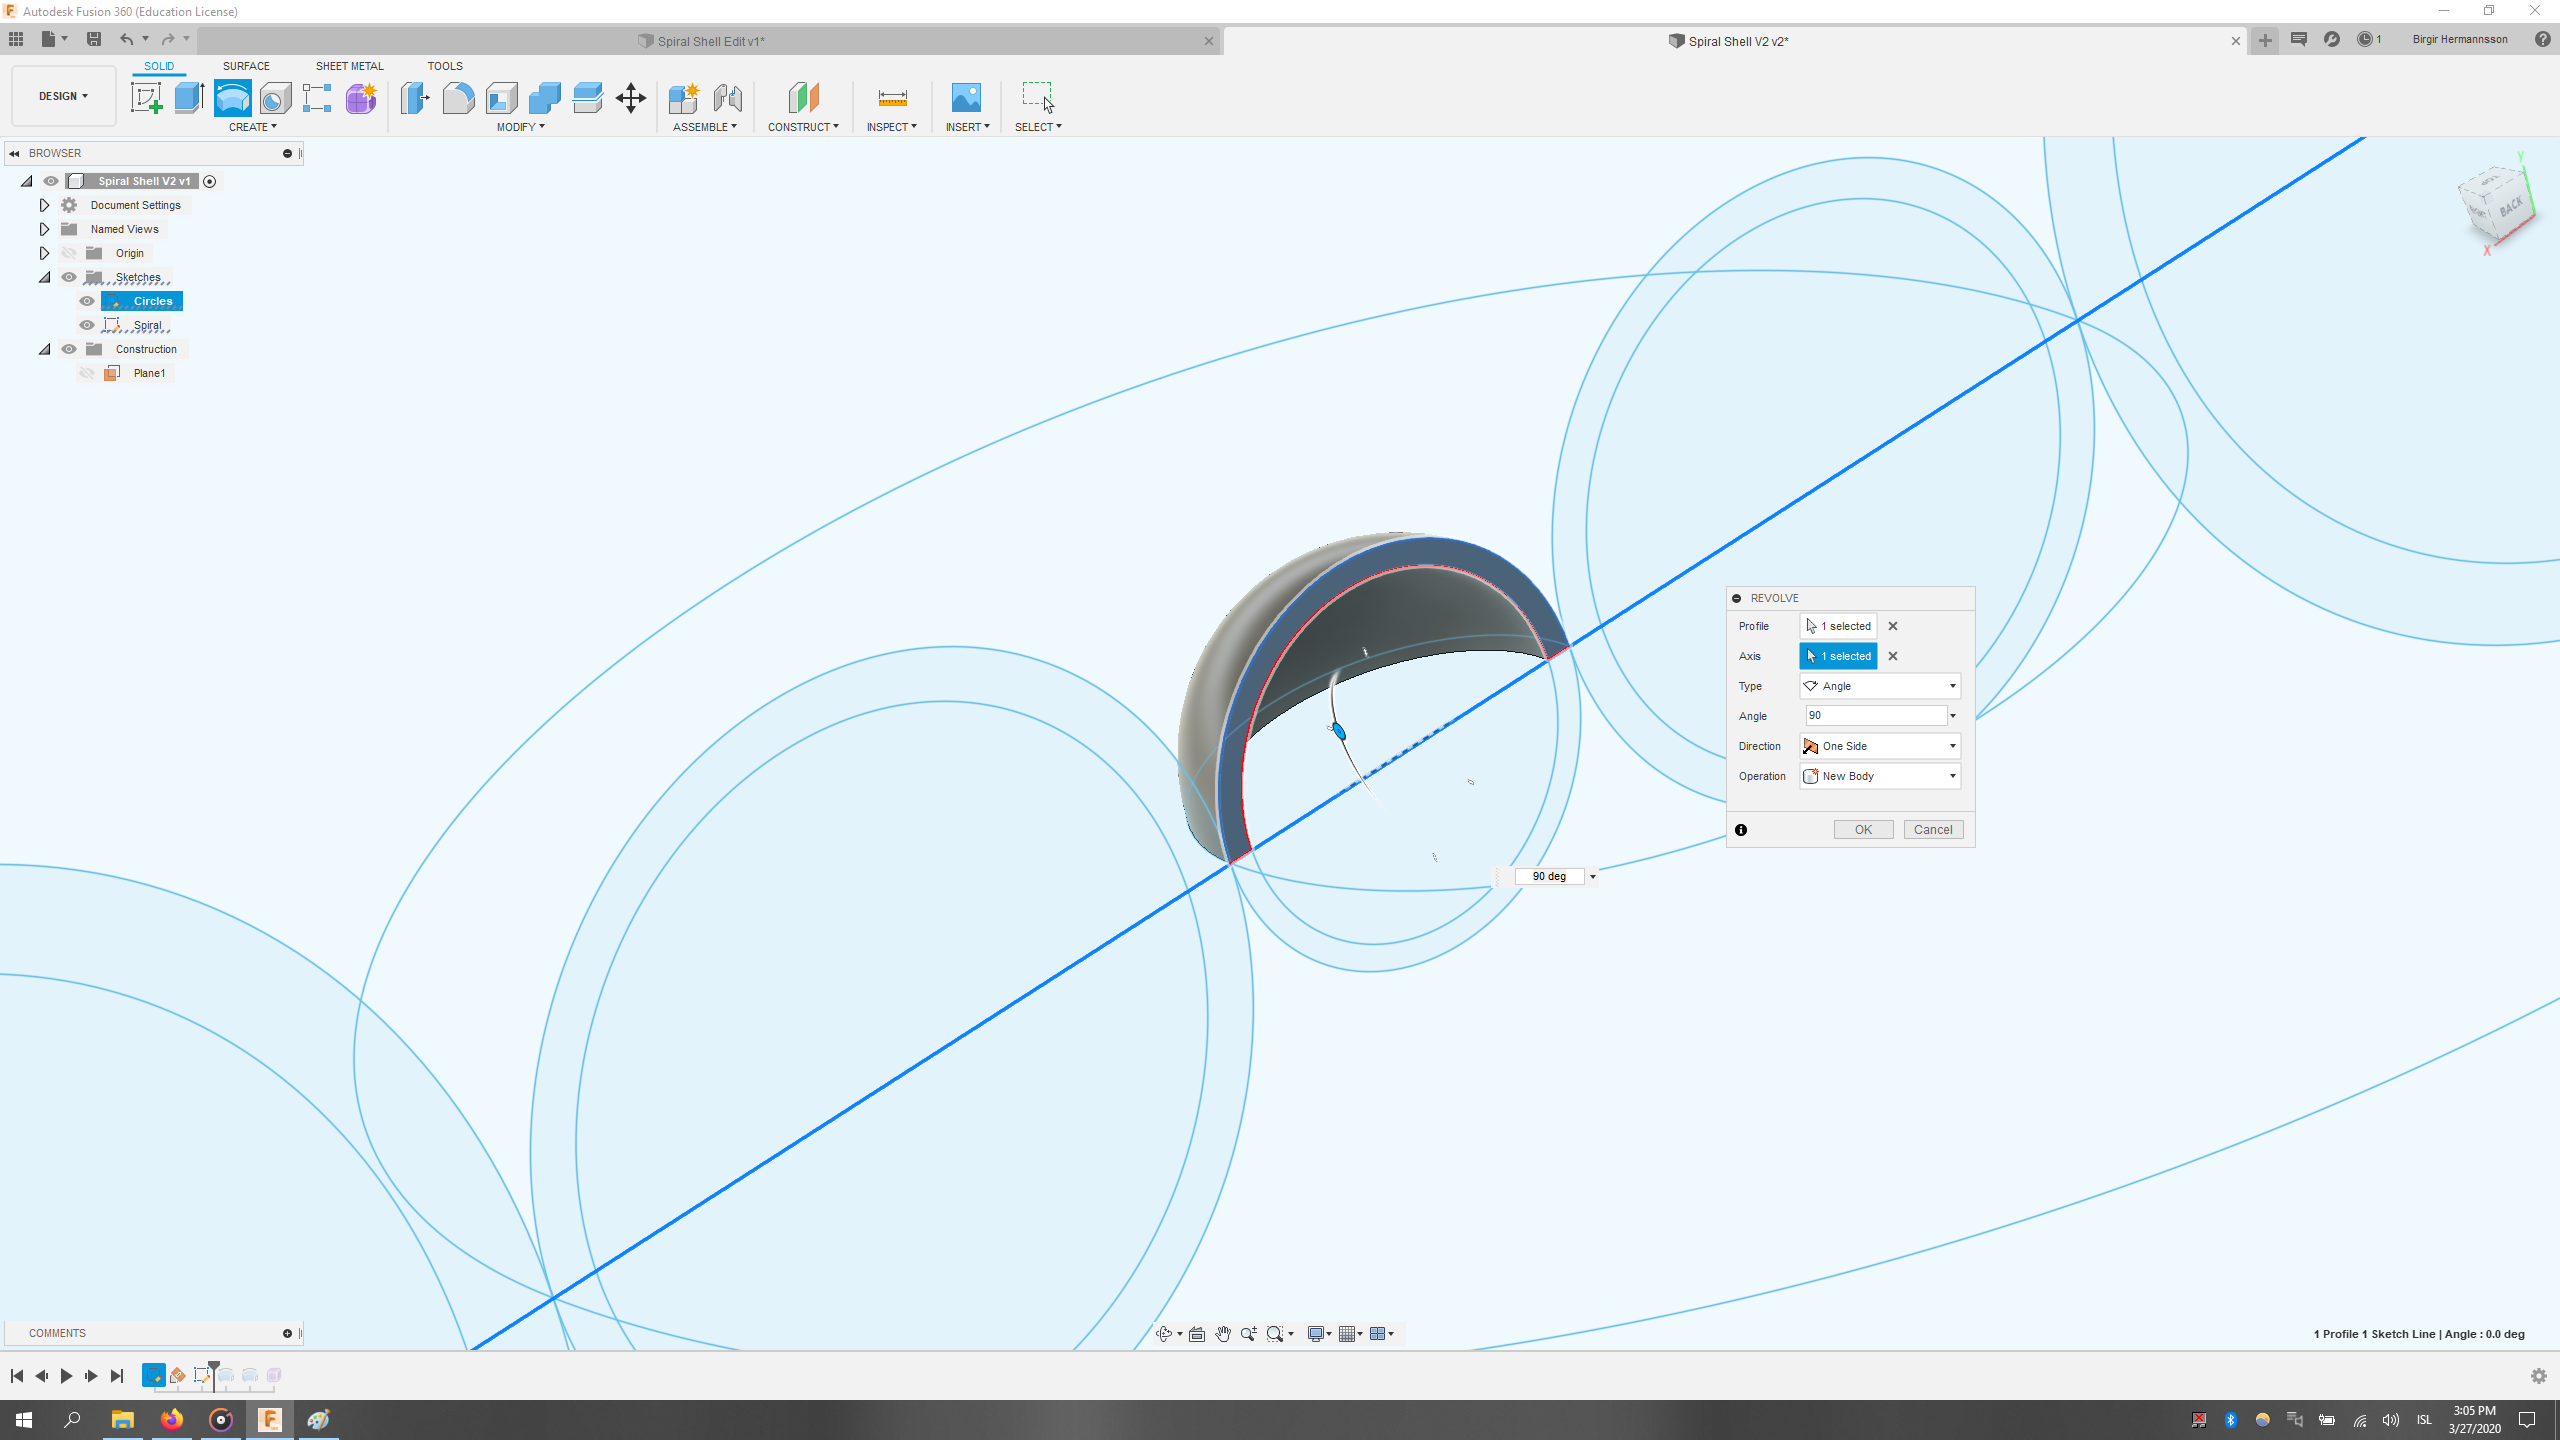 Autodesk Fusion 360 (Education License)
Spiral Shell Edit v1*
Spiral Shell V2 v2*
1
Birgir Hermannsson
SOLID SURFACE SHEET METAL TOOLS
DESIGN
CREATE MODIFY ASSEMBLE CONSTRUCT INSPECT INSERT SELECT
BROWSER
Spiral Shell V2 v1
Document Settings
Named Views
Origin
Sketches
Circles
Spiral
Construction
Plane1
Y
TOP
BACK
X
REVOLVE
Profile 1 selected
Axis 1 selected
Type Angle
Angle 90
Direction One Side
Operation New Body
OK Cancel
90 deg
COMMENTS
1 Profile 1 Sketch Line | Angle : 0.0 deg
ISL
3:05 PM
3/27/2020